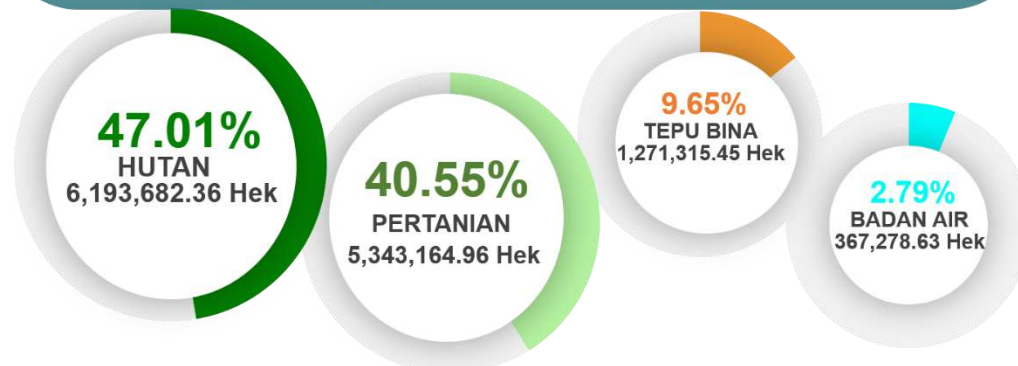 47.01%
HUTAN
6,193,682.36 Hek
40.55%
PERTANIAN
5,343,164.96 Hek
9.65%
TEPU BINA
1,271,315.45 Hek
2.79%
BADAN AIR
367,278.63 Hek